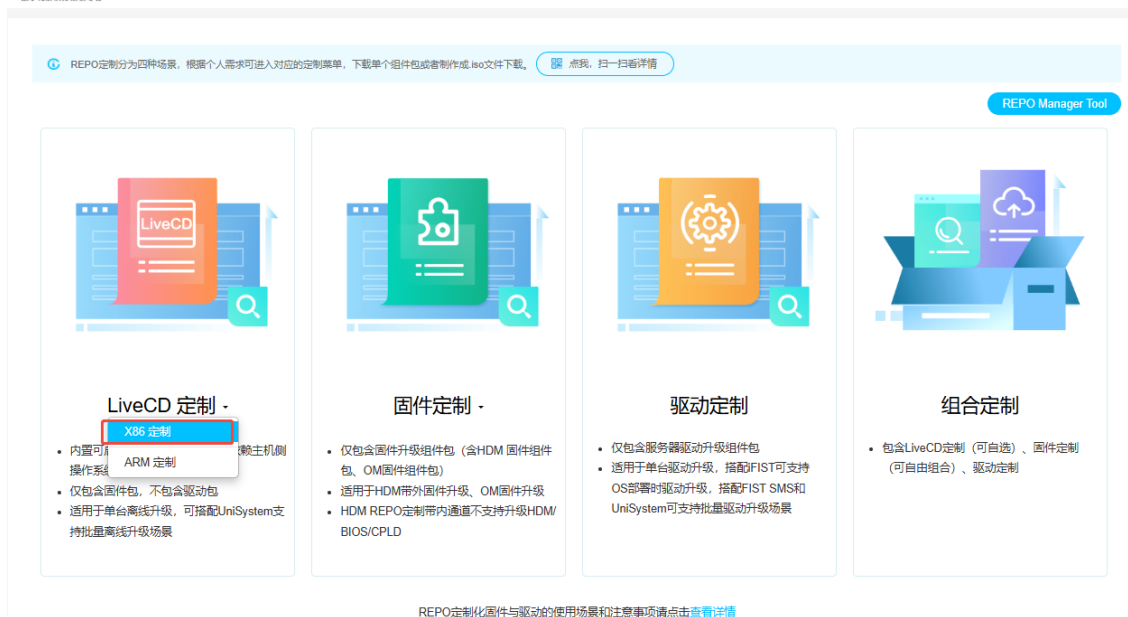 REPO定制分为四种场景，根据个人需求可进入对应的定制菜单，下载单个组件包或者制作成.iso文件下载。 点我，扫一扫看详情
REPO Manager Tool
LiveCD
LiveCD 定制
X86 定制
ARM 定制
内置可
赖主机侧
操作系
仅包含固件包，不包含驱动包
适用于单台离线升级，可搭配UniSystem支
持批量离线升级场景
固件定制
仅包含固件升级组件包（含HDM 固件组件
包、OM固件组件包）
适用于HDM带外固件升级、OM固件升级
HDM REPO定制带内通道不支持升级HDM/
BIOS/CPLD
驱动定制
仅包含服务器驱动升级组件包
适用于单台驱动升级，搭配iFIST可支持
OS部署时驱动升级，搭配FIST SMS和
UniSystem可支持批量驱动升级场景
组合定制
包含LiveCD定制（可自选）、固件定制
（可自由组合）、驱动定制
REPO定制化固件与驱动的使用场景和注意事项请点击查看详情